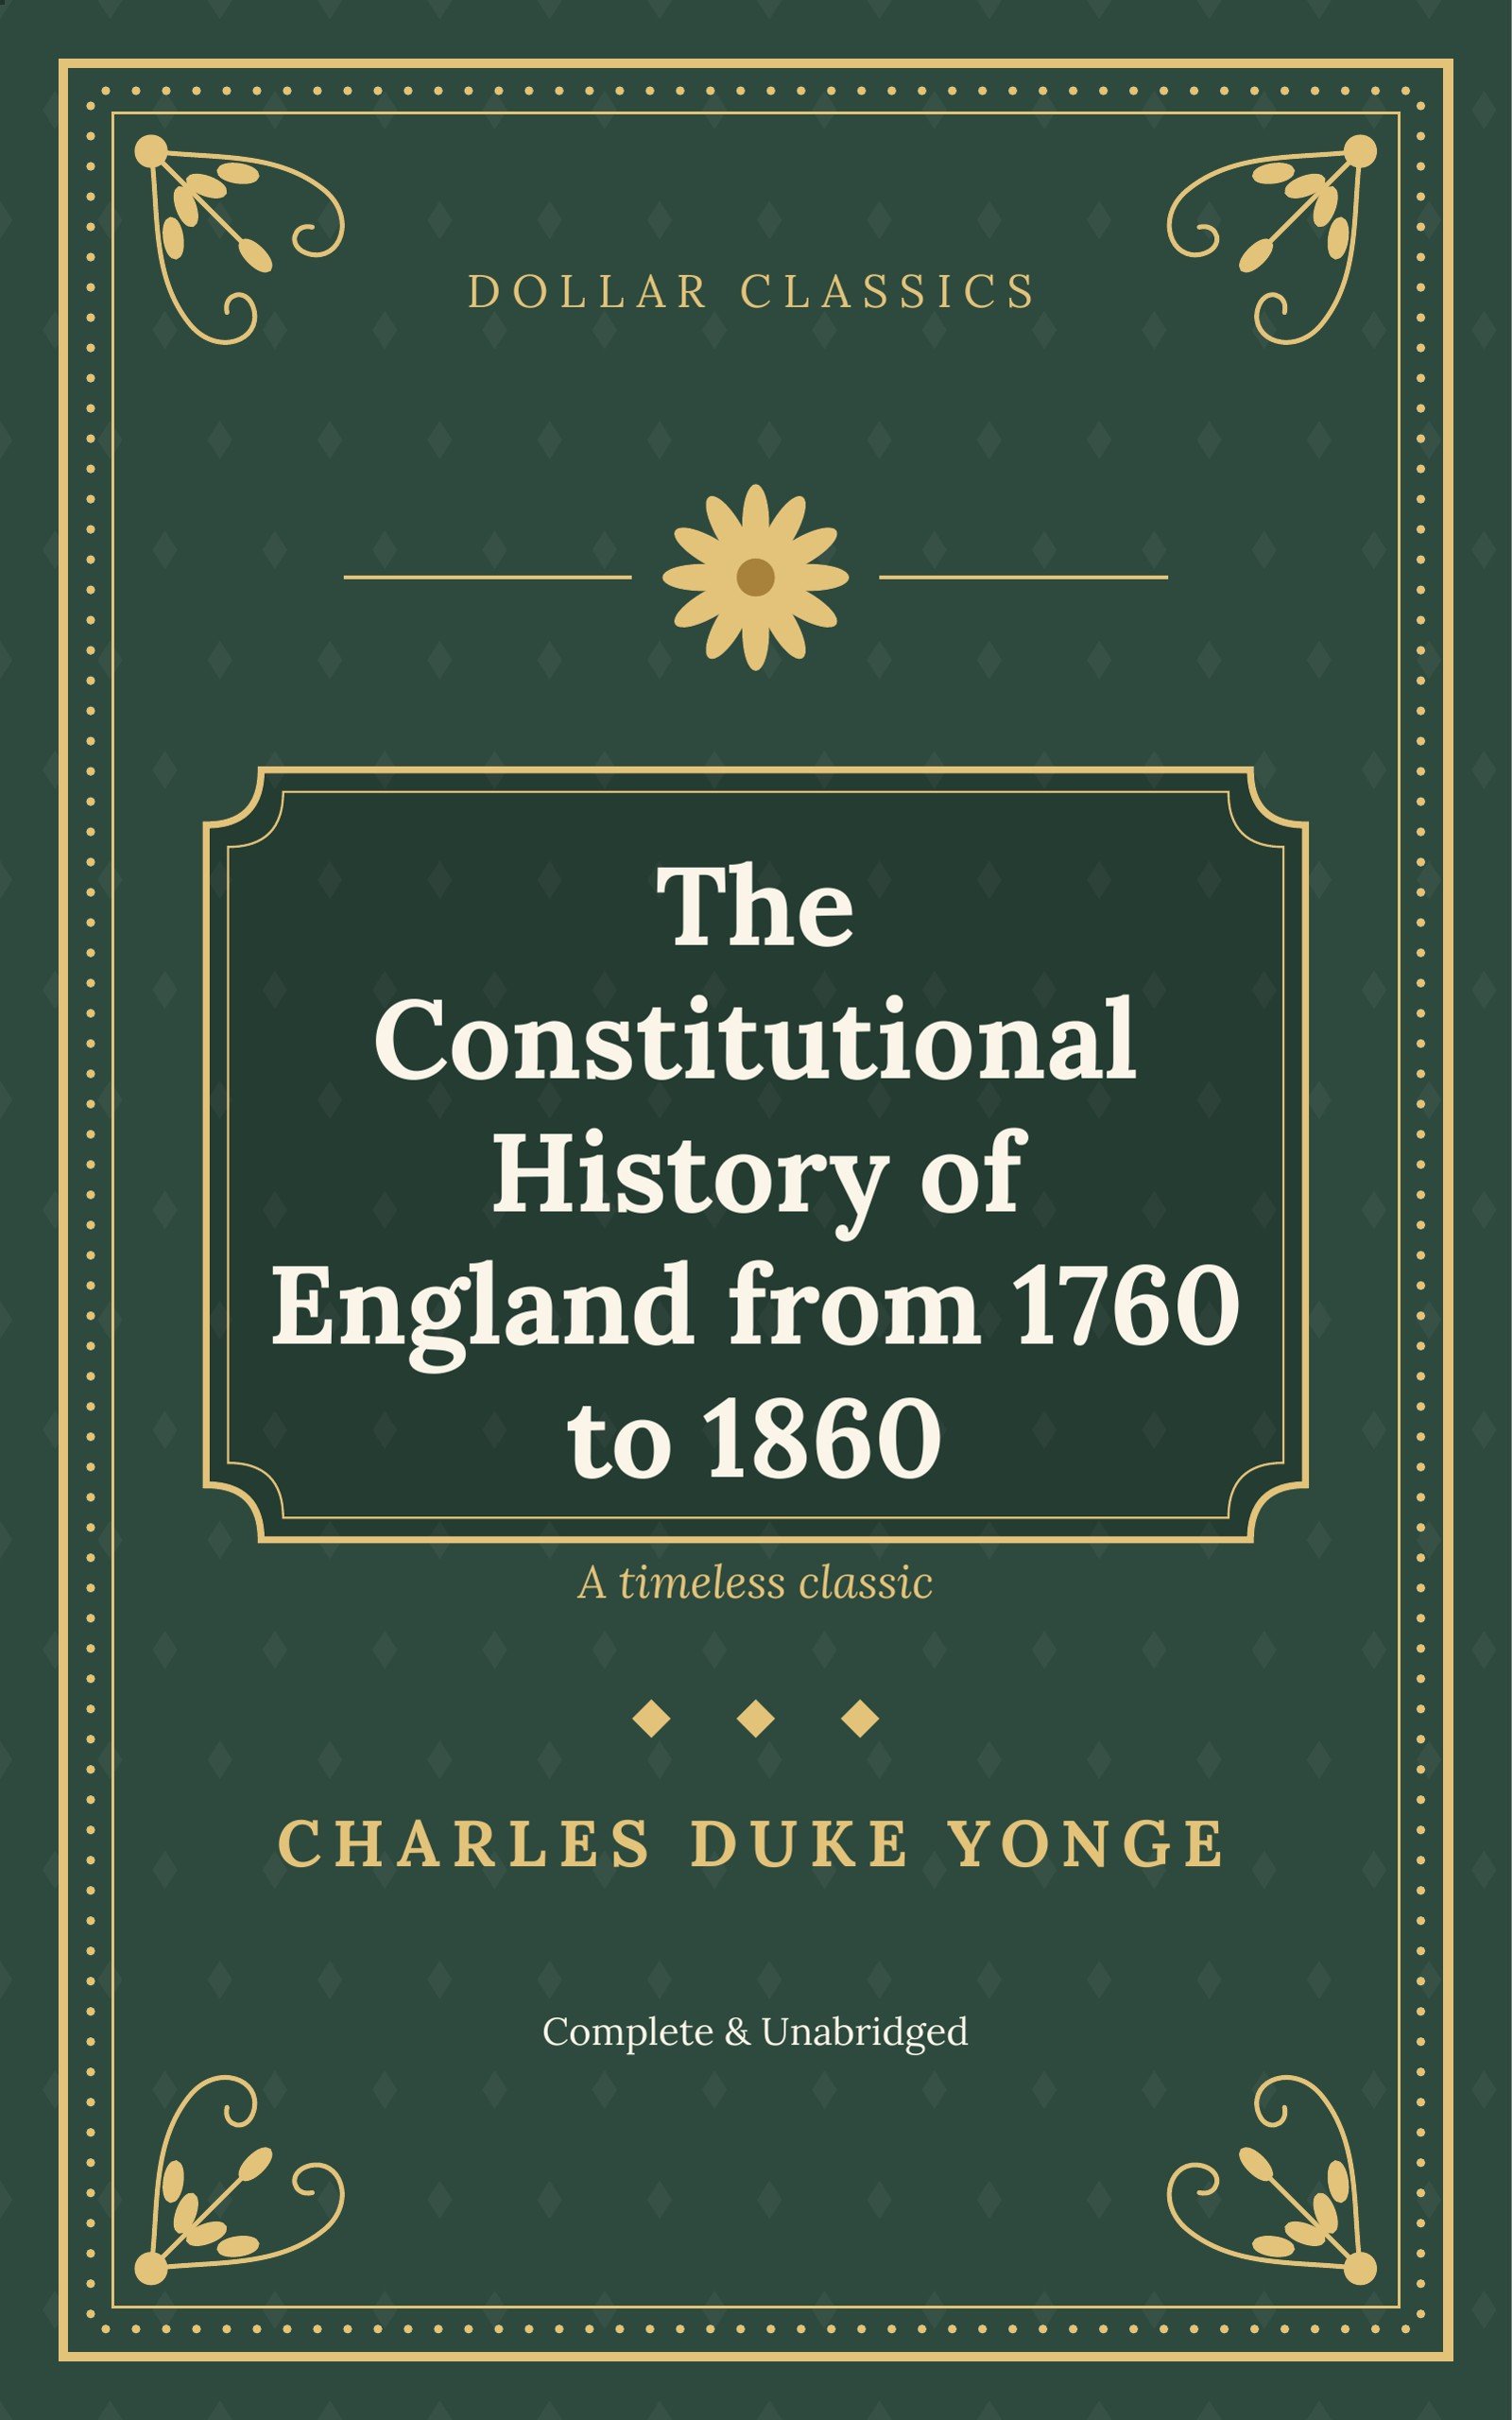 DOLLAR CLASSICS
The
Constitutional
History of
England from 1760
to 1860
A timeless classic
CHARLES DUKE YONGE
Complete & Unabridged